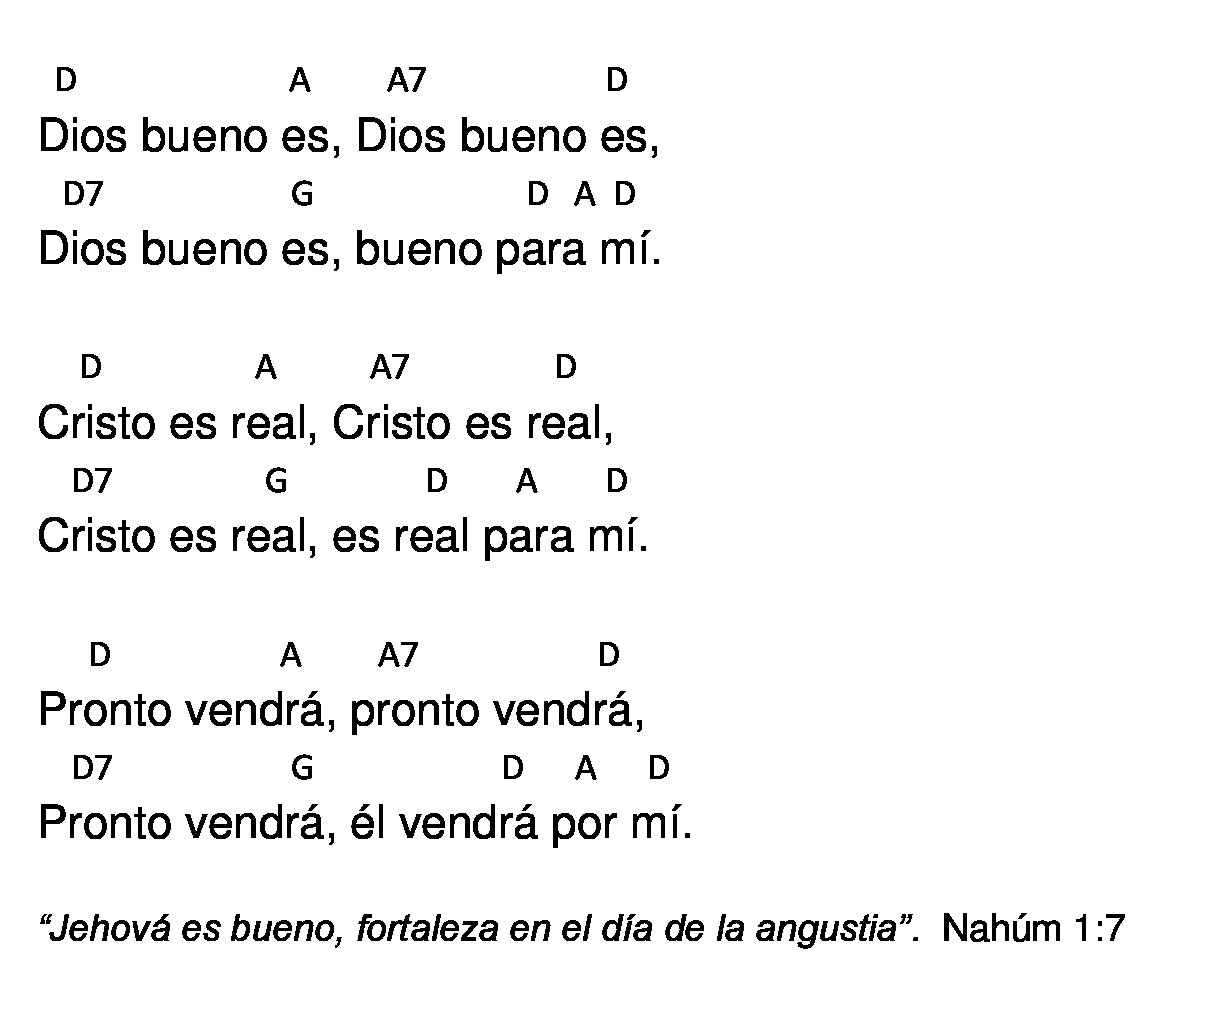 D A A7 D
Dios bueno es, Dios bueno es,
D7 G D A D
Dios bueno es, bueno para mí.
D A A7 D
Cristo es real, Cristo es real,
D7 G D A D
Cristo es real, es real para mí.
D A A7 D
Pronto vendrá, pronto vendrá,
D7 G D A D
Pronto vendrá, él vendrá por mí.
“Jehová es bueno, fortaleza en el día de la angustia”. Nahúm 1:7